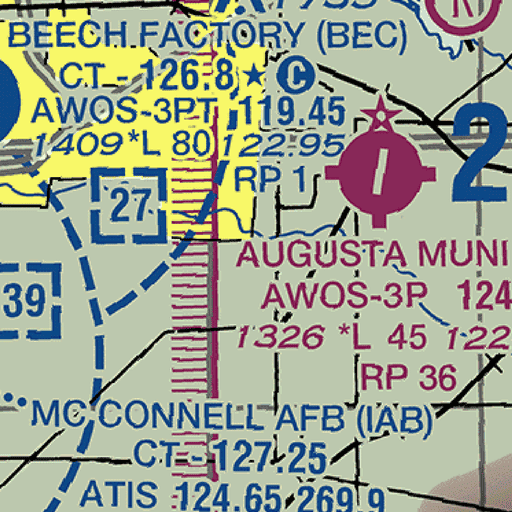 BEECH FACTORY (BEC)
CT - 126.8 ★ C
AWOS-3PT 119.45
1409 *L 80 122.95
RP 1
27
2
R
AUGUSTA MUNI
AWOS-3P 124
1326 *L 45 122
RP 36
39
MC CONNELL AFB (IAB)
CT - 127.25
ATIS 124.65 269.9